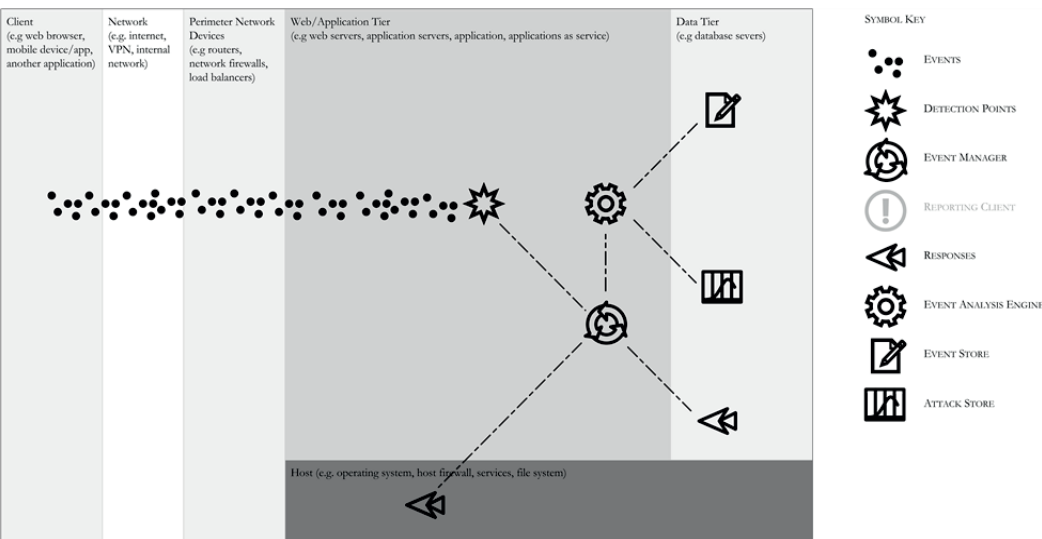 Client
(e.g web browser,
mobile device/app,
another application)
Network
(e.g. internet,
VPN, internal
network)
Perimeter Network
Devices
(e.g routers,
network firewalls,
load balancers)
Web/Application Tier
(e.g web servers, application servers, application, applications as service)
Data Tier
(e.g database severs)
Host (e.g. operating system, host firewall, services, file system)
SYMBOL KEY
EVENTS
DETECTION POINTS
EVENT MANAGER
REPORTING CLIENT
RESPONSES
EVENT ANALYSIS ENGINE
EVENT STORE
ATTACK STORE